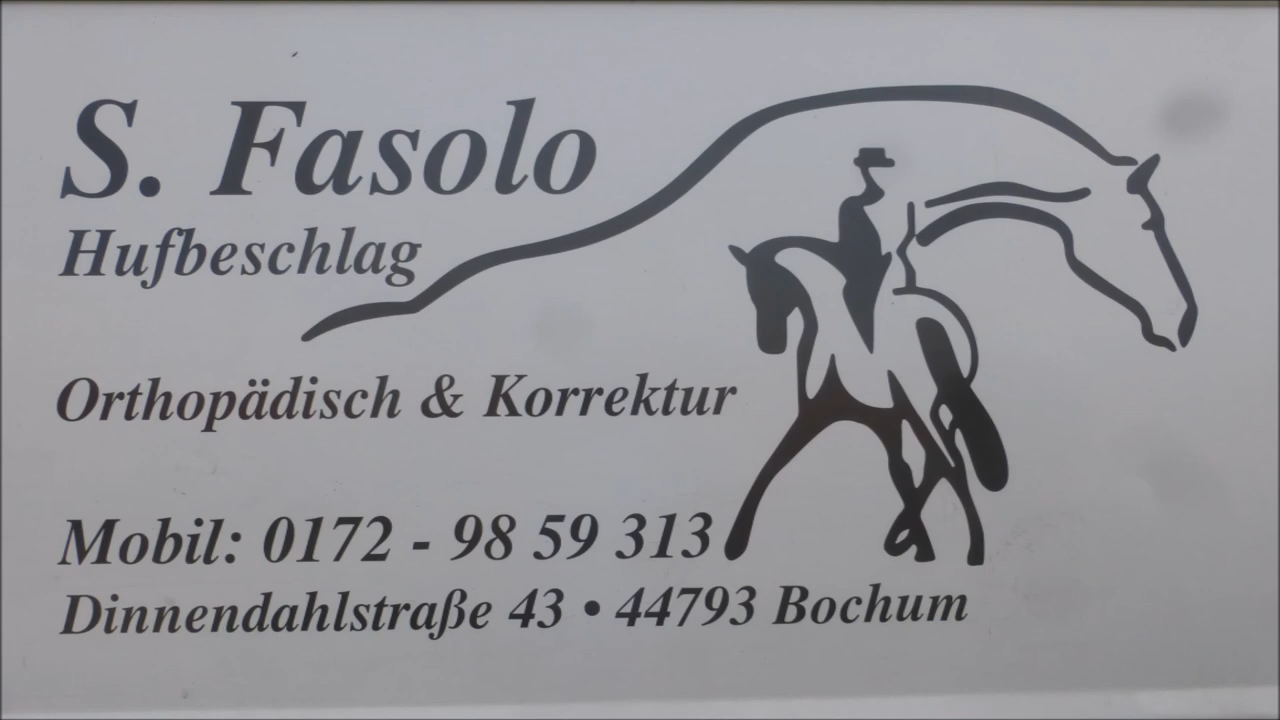 S. Fasolo
Hufbeschlag
Orthopädisch & Korrektur
Mobil: 0172 - 98 59 313
Dinnendahlstraße 43 • 44793 Bochum